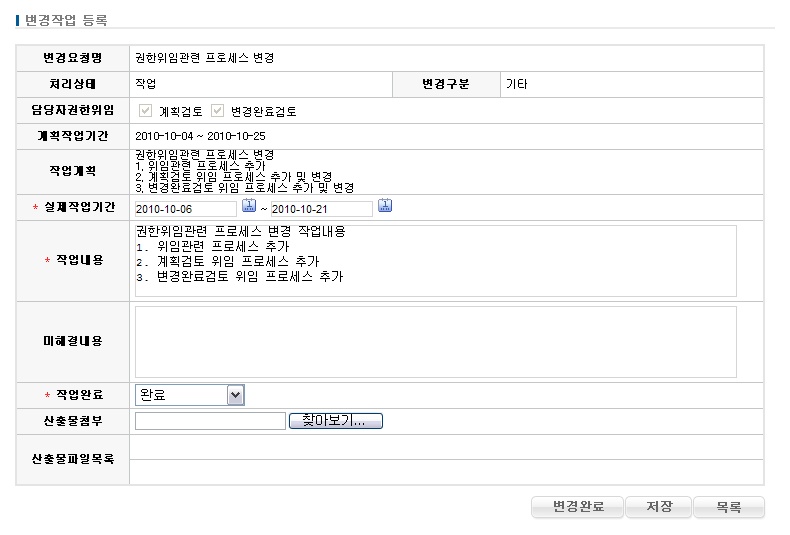 변경작업 등록
변경요청명 권한위임관련 프로세스 변경
처리상태 작업 변경구분 기타
담당자권한위임 계획검토 변경완료검토
계획작업기간 2010-10-04 ~ 2010-10-25
작업계획
권한위임관련 프로세스 변경
1. 위임관련 프로세스 추가
2. 계획검토 위임 프로세스 추가 및 변경
3. 변경완료검토 위임 프로세스 추가 및 변경
* 실제작업기간 2010-10-06 ~ 2010-10-21
* 작업내용
권한위임관련 프로세스 변경 작업내용
1. 위임관련 프로세스 추가
2. 계획검토 위임 프로세스 추가
3. 변경완료검토 위임 프로세스 추가
미해결내용
* 작업완료 완료
산출물첨부 찾아보기...
산출물파일목록
변경완료 저장 목록